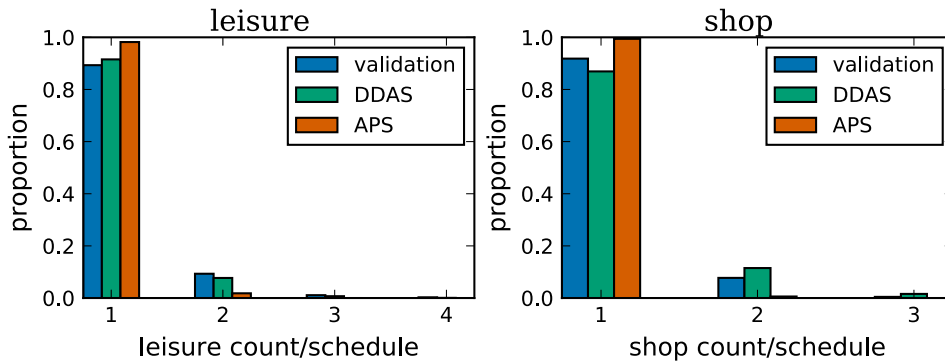 leisure
1.0
0.8
0.6
0.4
0.2
0.0
proportion
validation
DDAS
APS
1 2 3 4
leisure count/schedule
shop
1.0
0.8
0.6
0.4
0.2
0.0
proportion
validation
DDAS
APS
1 2 3
shop count/schedule